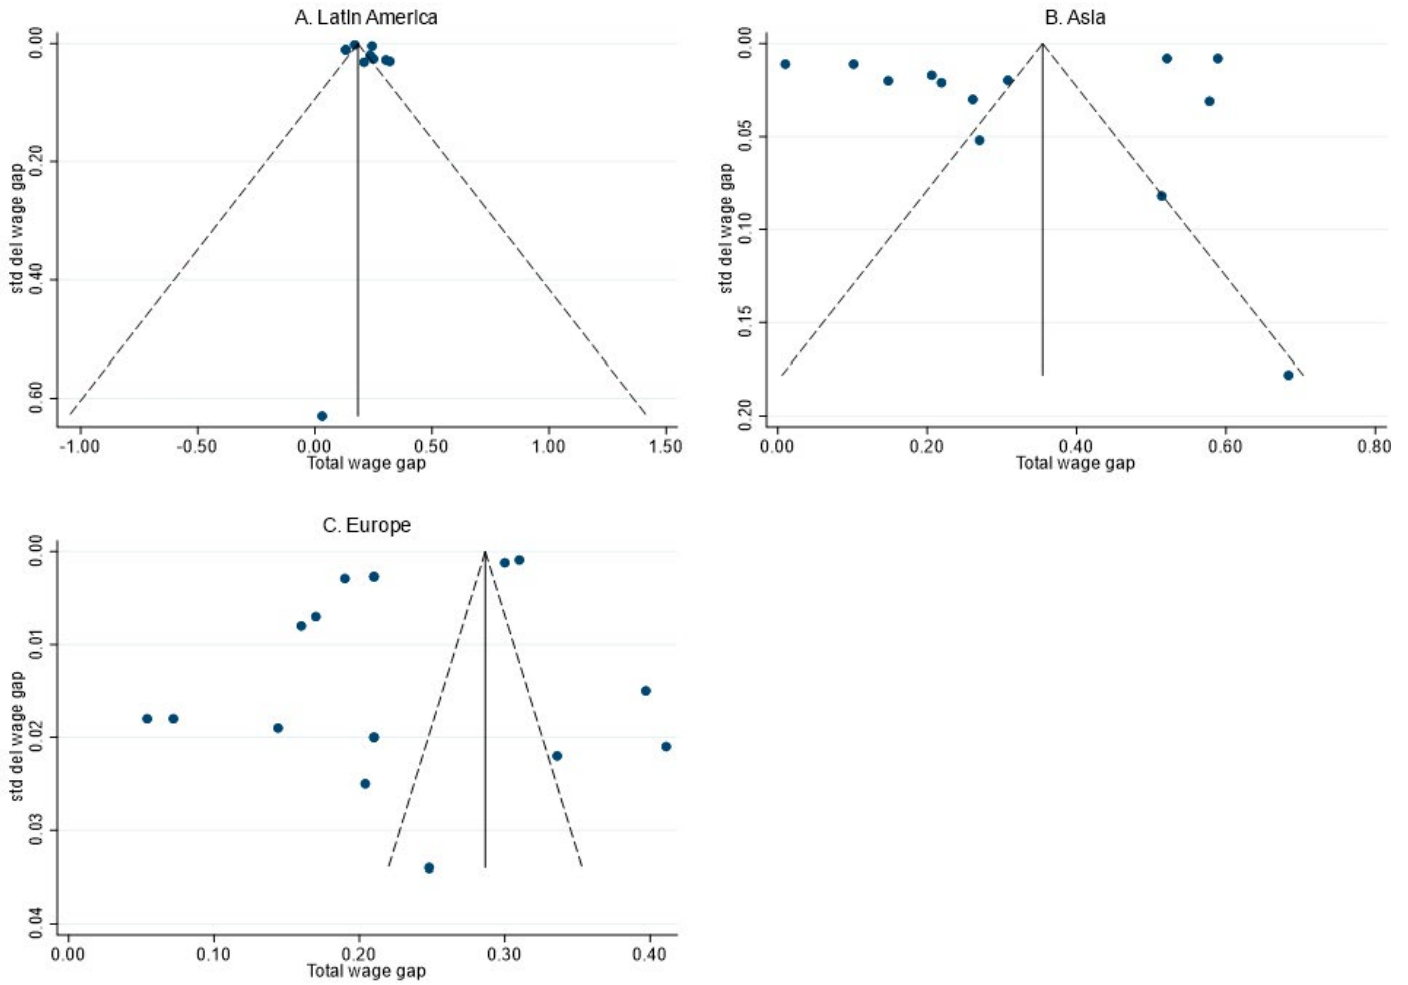 A. Latin America
std del wage gap
0.00
0.20
0.40
0.60
-1.00 -0.50 0.00 0.50 1.00 1.50
Total wage gap
B. Asia
std del wage gap
0.00
0.05
0.10
0.15
0.20
0.00 0.20 0.40 0.60 0.80
Total wage gap
C. Europe
std del wage gap
0.00
0.01
0.02
0.03
0.04
0.00 0.10 0.20 0.30 0.40
Total wage gap